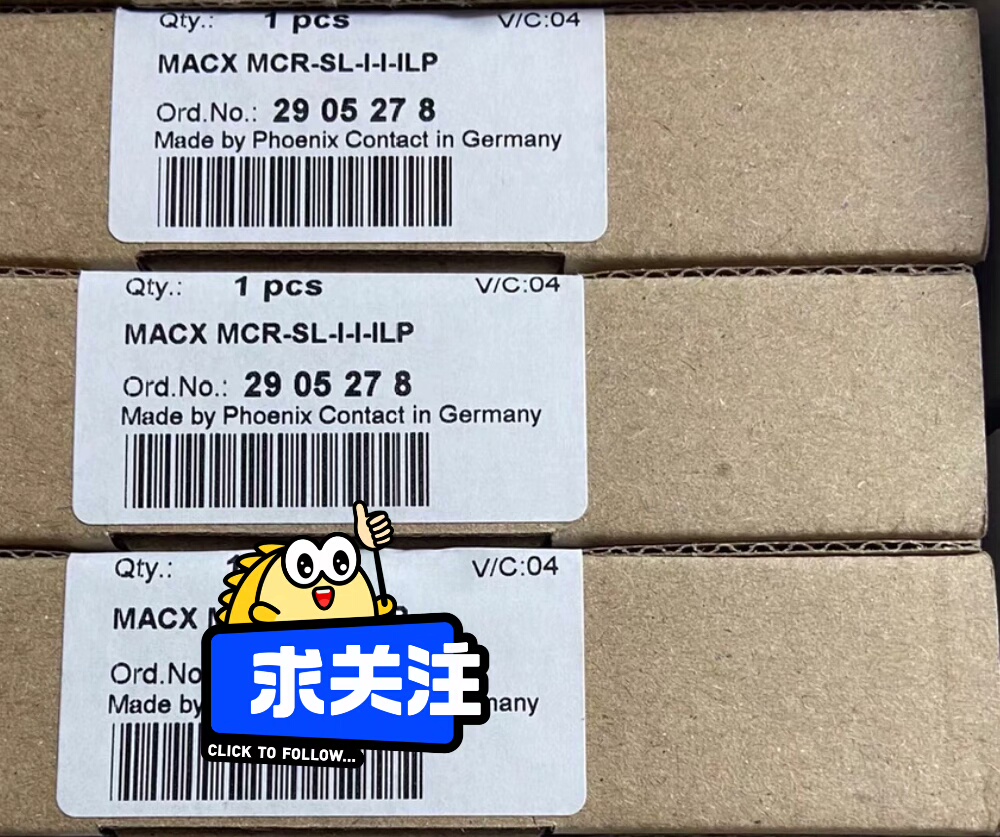 Qty.: 1 pcs V/C:04
MACX MCR-SL-I-I-ILP
Ord.No.: 29 05 27 8
Made by Phoenix Contact in Germany
Qty.: 1 pcs V/C:04
MACX MCR-SL-I-I-ILP
Ord.No.: 29 05 27 8
Made by Phoenix Contact in Germany
Qty.: 1 V/C:04
MACX
Ord.No
Made by many
求关注
CLICK TO FOLLOW...